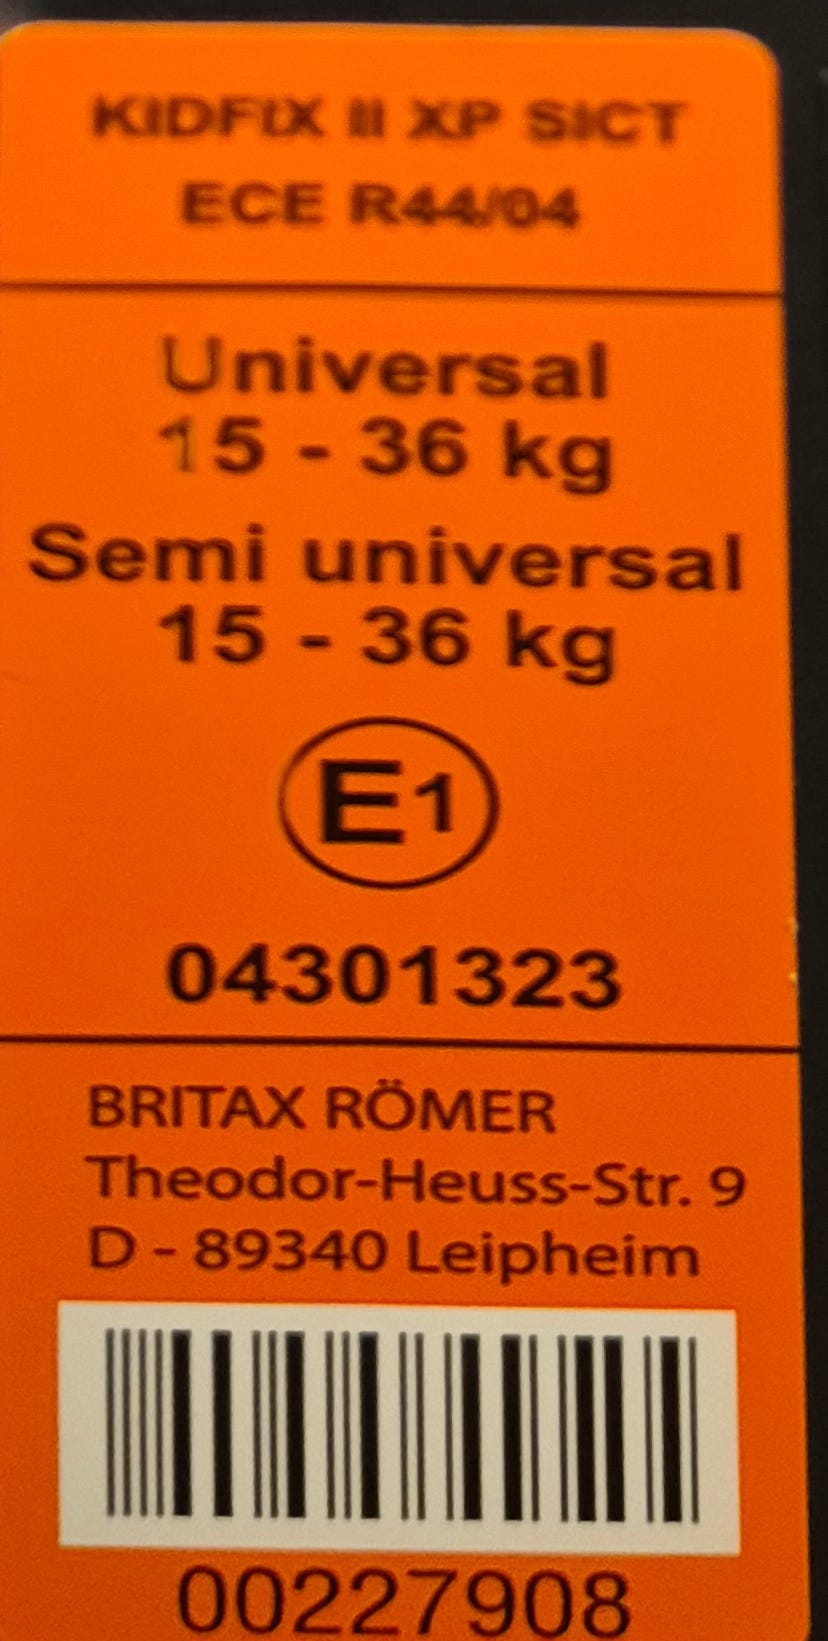 KIDFIX II XP SICT
ECE R44/04
Universal
15 - 36 kg
Semi universal
15 - 36 kg
E1
04301323
BRITAX RÖMER
Theodor-Heuss-Str. 9
D - 89340 Leipheim
00227908